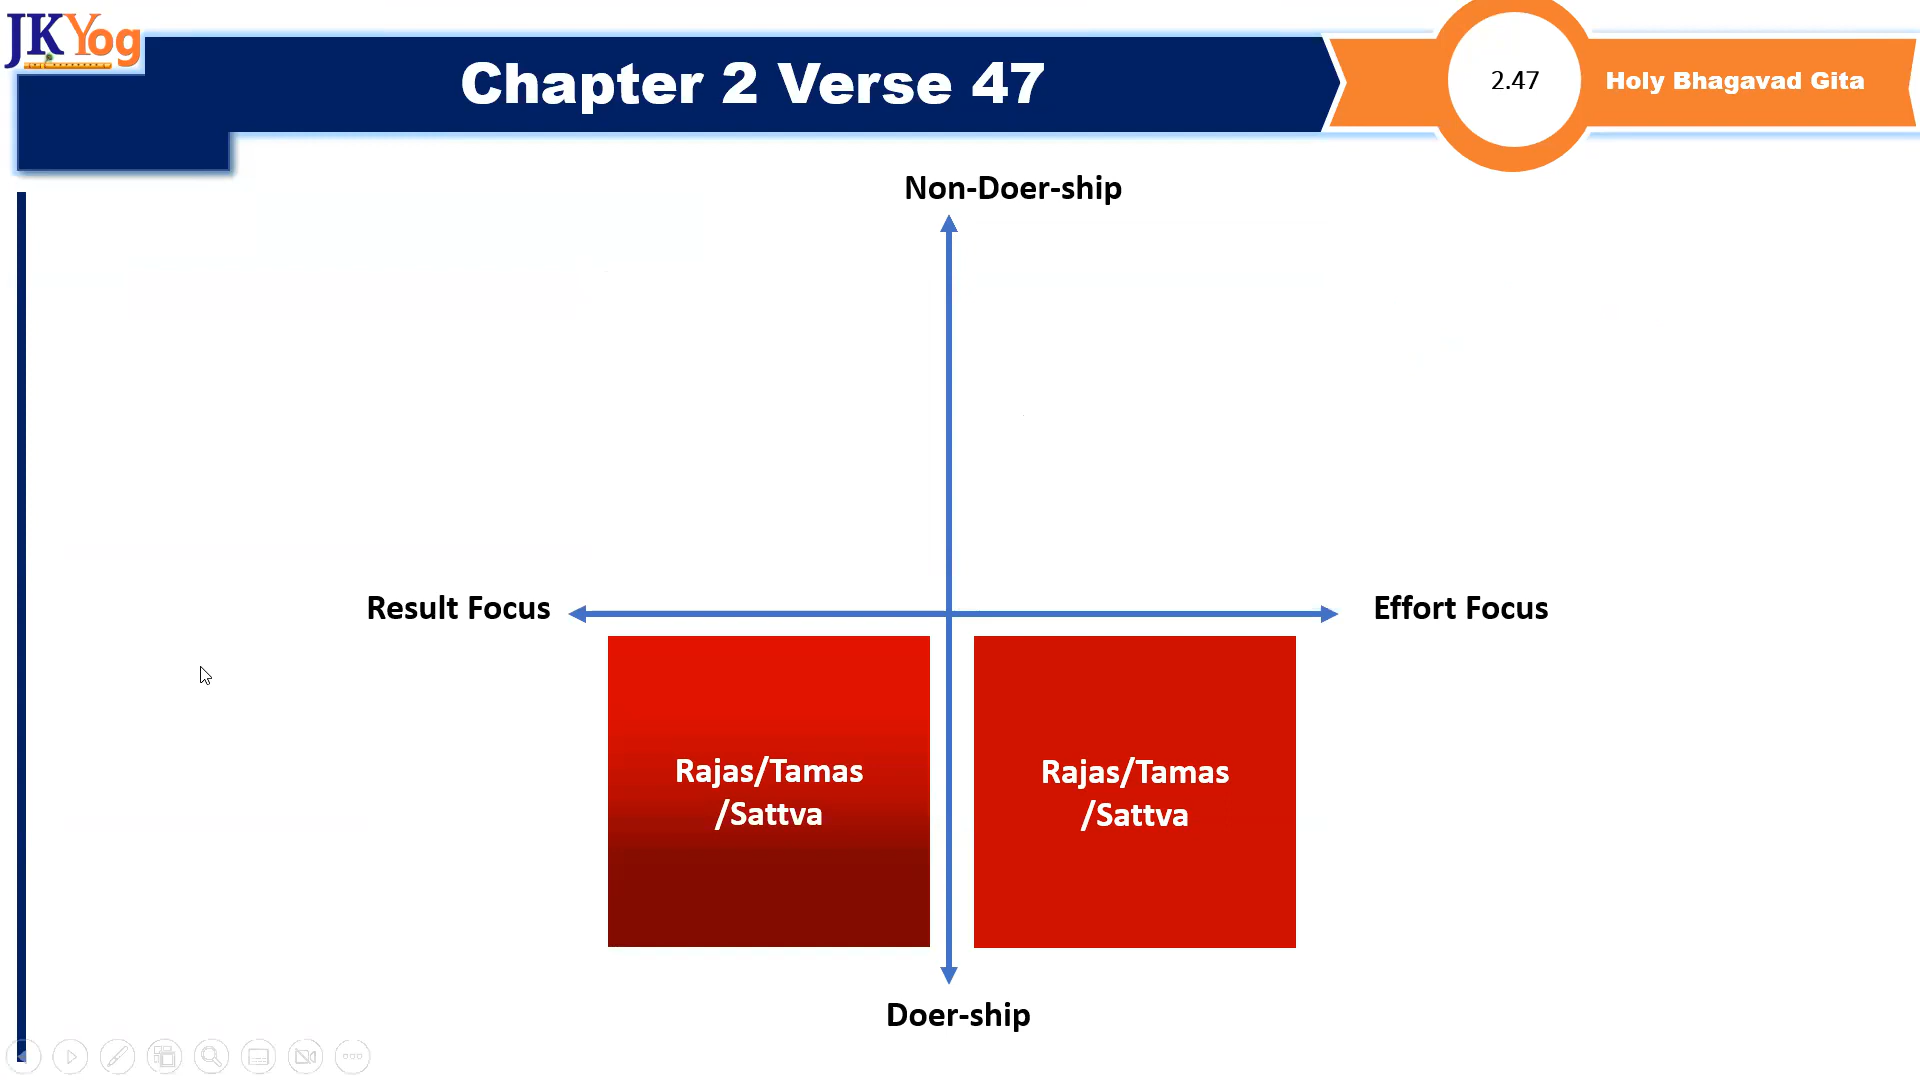 JKYog
Chapter 2 Verse 47
2.47
Holy Bhagavad Gita
Non-Doer-ship
Result Focus
Effort Focus
Rajas/Tamas
/Sattva
Rajas/Tamas
/Sattva
Doer-ship